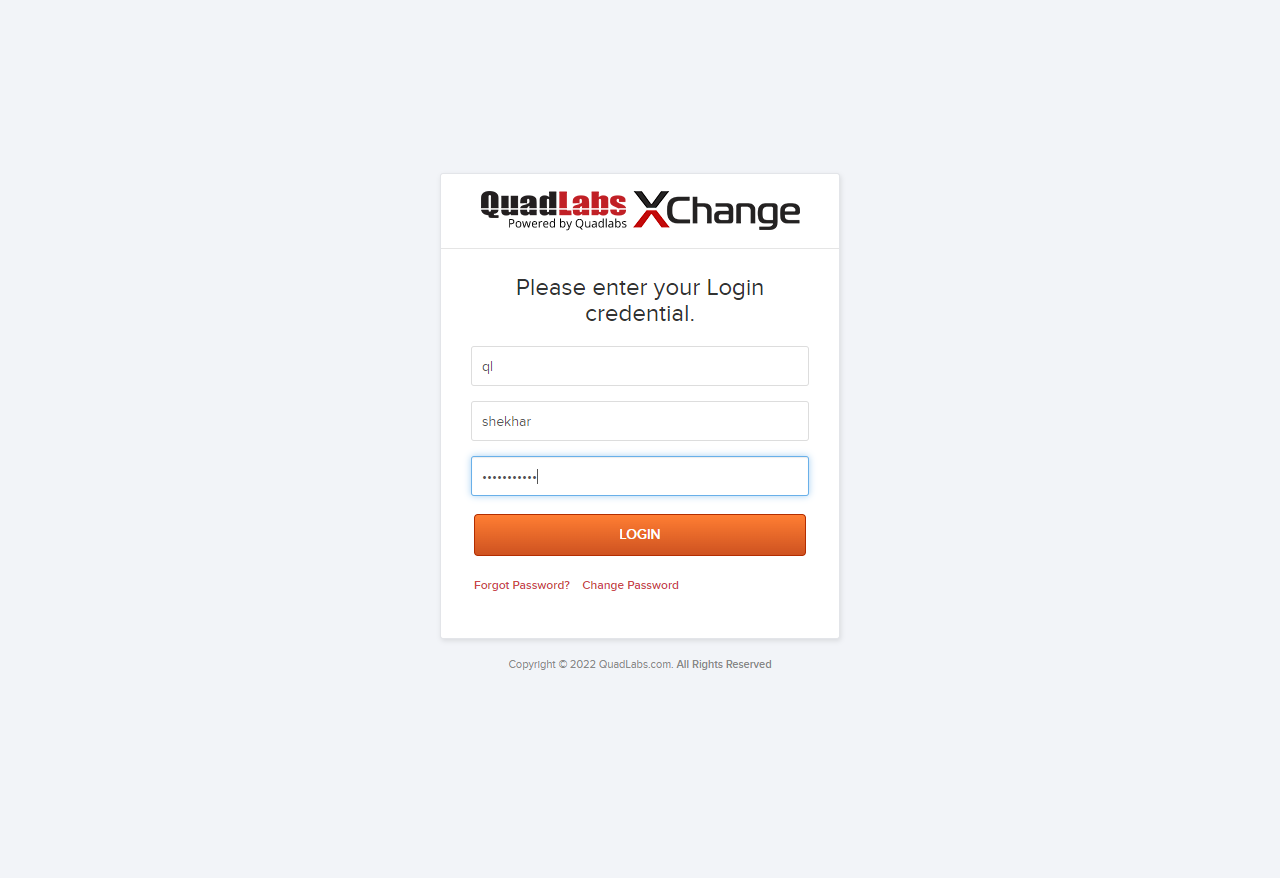 QuadLabs XChange
Powered by Quadlabs
Please enter your Login
credential.
ql
shekhar
•••••••••••
LOGIN
Forgot Password? Change Password
Copyright © 2022 QuadLabs.com. All Rights Reserved